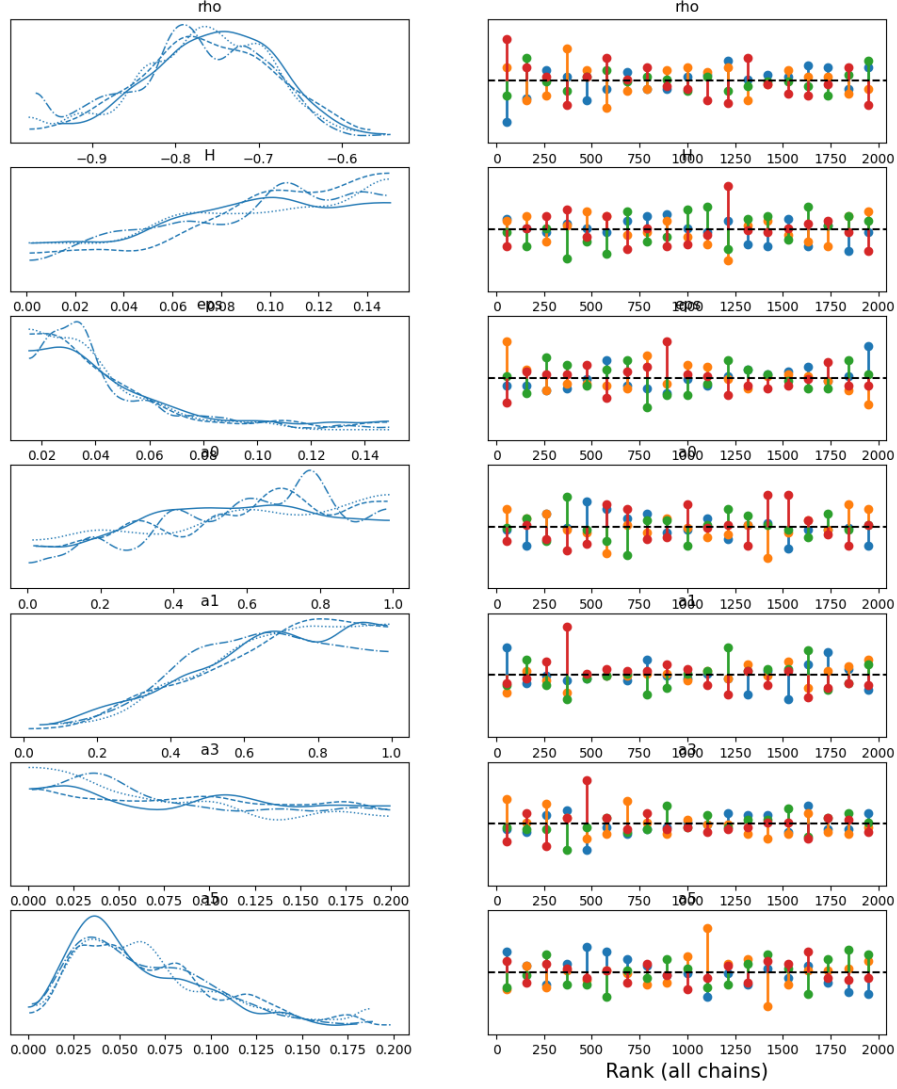 rho rho
−0.9 −0.8 −0.7 −0.6 0 250 500 750 1000 1250 1500 1750 2000
H H
0.00 0.02 0.04 0.06 0.08 0.10 0.12 0.14 0 250 500 750 1000 1250 1500 1750 2000
eps eps
0.02 0.04 0.06 0.08 0.10 0.12 0.14 0 250 500 750 1000 1250 1500 1750 2000
a0 a0
0.0 0.2 0.4 0.6 0.8 1.0 0 250 500 750 1000 1250 1500 1750 2000
a1 a1
0.0 0.2 0.4 0.6 0.8 1.0 0 250 500 750 1000 1250 1500 1750 2000
a3 a3
0.000 0.025 0.050 0.075 0.100 0.125 0.150 0.175 0.200 0 250 500 750 1000 1250 1500 1750 2000
a5 a5
0.000 0.025 0.050 0.075 0.100 0.125 0.150 0.175 0.200 0 250 500 750 1000 1250 1500 1750 2000
Rank (all chains)